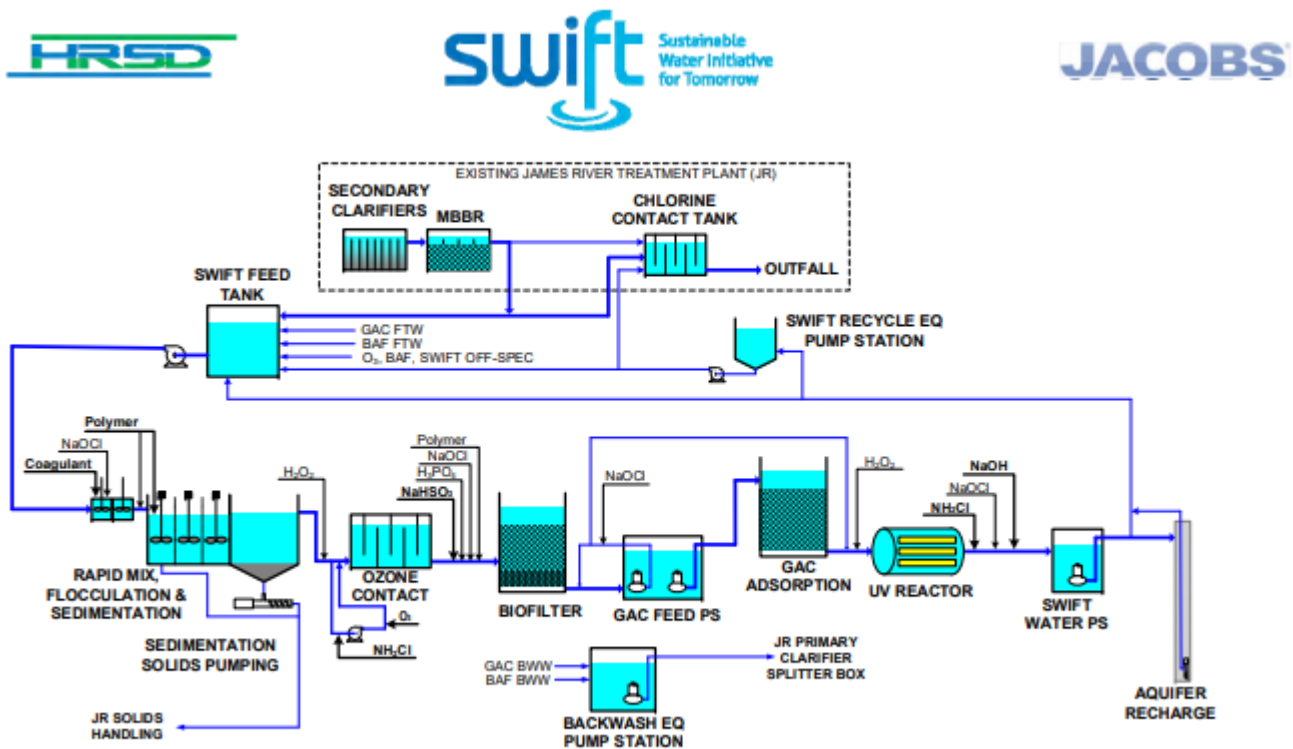 HRSD
swift
Sustainable
Water Initiative
for Tomorrow
JACOBS
EXISTING JAMES RIVER TREATMENT PLANT (JR)
SECONDARY
CLARIFIERS
MBBR
CHLORINE
CONTACT TANK
OUTFALL
SWIFT FEED
TANK
GAC FTW
BAF FTW
O₃, BAF, SWIFT OFF-SPEC
SWIFT RECYCLE EQ
PUMP STATION
Polymer
NaOCl
Coagulant
H₂O₂
Polymer
NaOCl
H₃PO₄
NaHSO₃
NaOCl
H₂O₂
NaOH
NaOCl
NH₂Cl
RAPID MIX,
FLOCCULATION &
SEDIMENTATION
OZONE
CONTACT
O₃
NH₂Cl
BIOFILTER
GAC FEED PS
GAC
ADSORPTION
UV REACTOR
SWIFT
WATER PS
SEDIMENTATION
SOLIDS PUMPING
GAC BWW
BAF BWW
JR PRIMARY
CLARIFIER
SPLITTER BOX
AQUIFER
RECHARGE
JR SOLIDS
HANDLING
BACKWASH EQ
PUMP STATION